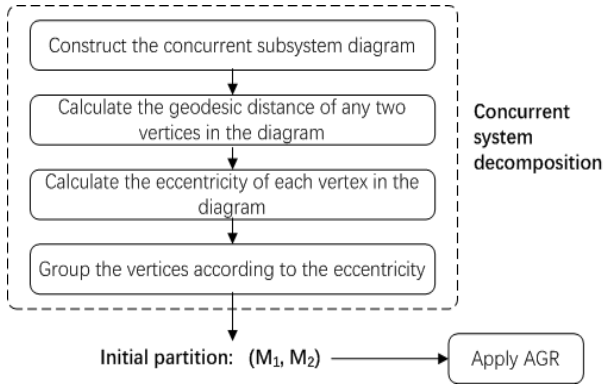 Construct the concurrent subsystem diagram
Calculate the geodesic distance of any two
vertices in the diagram
Calculate the eccentricity of each vertex in the
diagram
Group the vertices according to the eccentricity
Concurrent
system
decomposition
Initial partition: (M₁, M₂)
Apply AGR